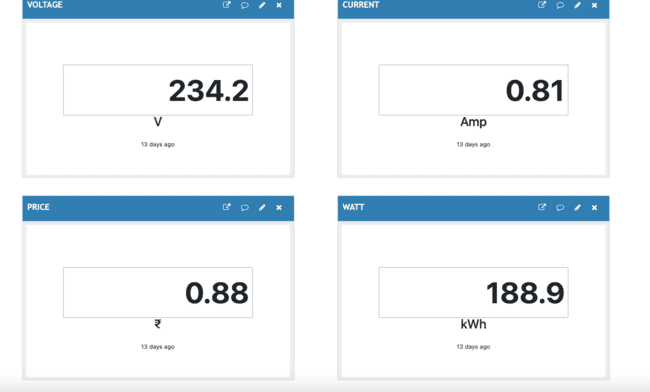 VOLTAGE
CURRENT
234.2
V
13 days ago
0.81
Amp
13 days ago
PRICE
WATT
0.88
₹
13 days ago
188.9
kWh
13 days ago